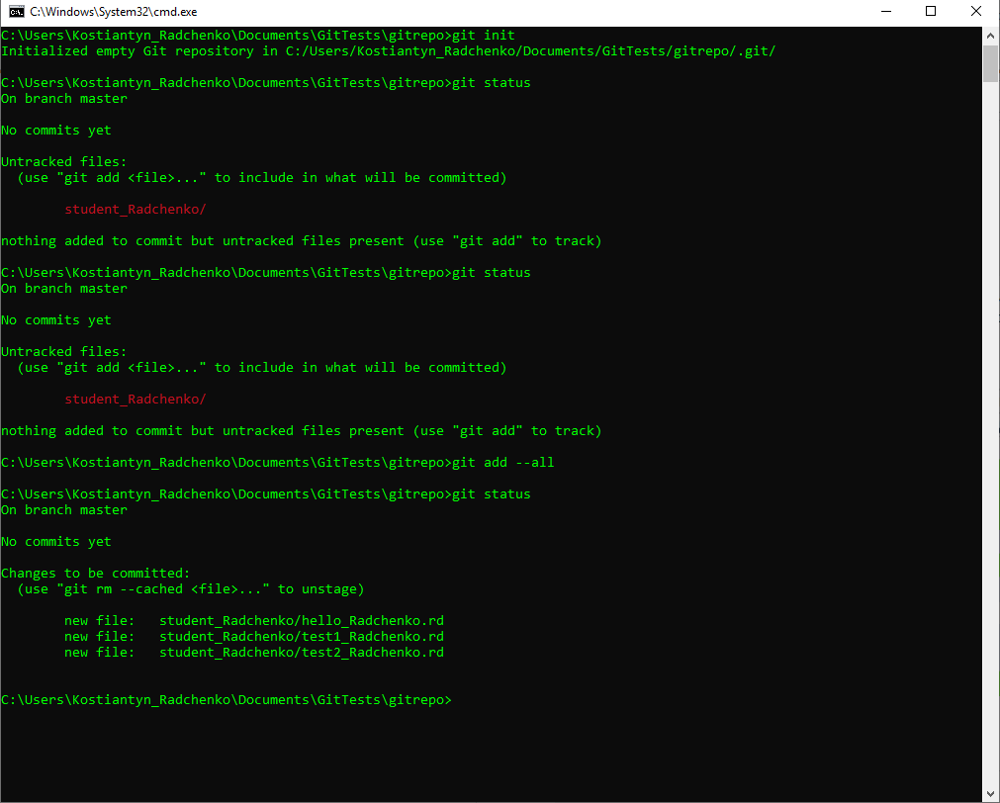 C:\Windows\System32\cmd.exe
C:\Users\Kostiantyn_Radchenko\Documents\GitTests\gitrepo>git init
Initialized empty Git repository in C:/Users/Kostiantyn_Radchenko/Documents/GitTests/gitrepo/.git/
C:\Users\Kostiantyn_Radchenko\Documents\GitTests\gitrepo>git status
On branch master
No commits yet
Untracked files:
  (use "git add <file>..." to include in what will be committed)
        student_Radchenko/
nothing added to commit but untracked files present (use "git add" to track)
C:\Users\Kostiantyn_Radchenko\Documents\GitTests\gitrepo>git status
On branch master
No commits yet
Untracked files:
  (use "git add <file>..." to include in what will be committed)
        student_Radchenko/
nothing added to commit but untracked files present (use "git add" to track)
C:\Users\Kostiantyn_Radchenko\Documents\GitTests\gitrepo>git add --all
C:\Users\Kostiantyn_Radchenko\Documents\GitTests\gitrepo>git status
On branch master
No commits yet
Changes to be committed:
  (use "git rm --cached <file>..." to unstage)
        new file:   student_Radchenko/hello_Radchenko.rd
        new file:   student_Radchenko/test1_Radchenko.rd
        new file:   student_Radchenko/test2_Radchenko.rd
C:\Users\Kostiantyn_Radchenko\Documents\GitTests\gitrepo>